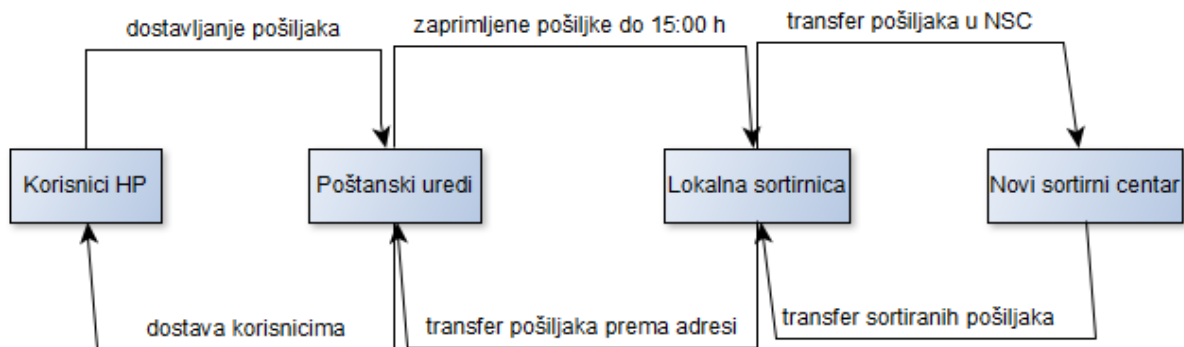 dostavljanje pošiljaka
zaprimljene pošiljke do 15:00 h
transfer pošiljaka u NSC
Korisnici HP
Poštanski uredi
Lokalna sortirnica
Novi sortirni centar
dostava korisnicima
transfer pošiljaka prema adresi
transfer sortiranih pošiljaka